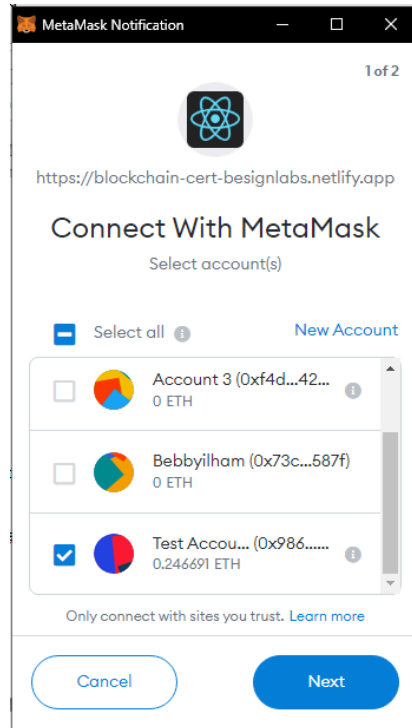 MetaMask Notification
1 of 2
https://blockchain-cert-besignlabs.netlify.app
Connect With MetaMask
Select account(s)
Select all New Account
Account 3 (0xf4d...42...
0 ETH
Bebbyilham (0x73c...587f)
0 ETH
Test Accou... (0x986......
0.246691 ETH
Only connect with sites you trust. Learn more
Cancel Next